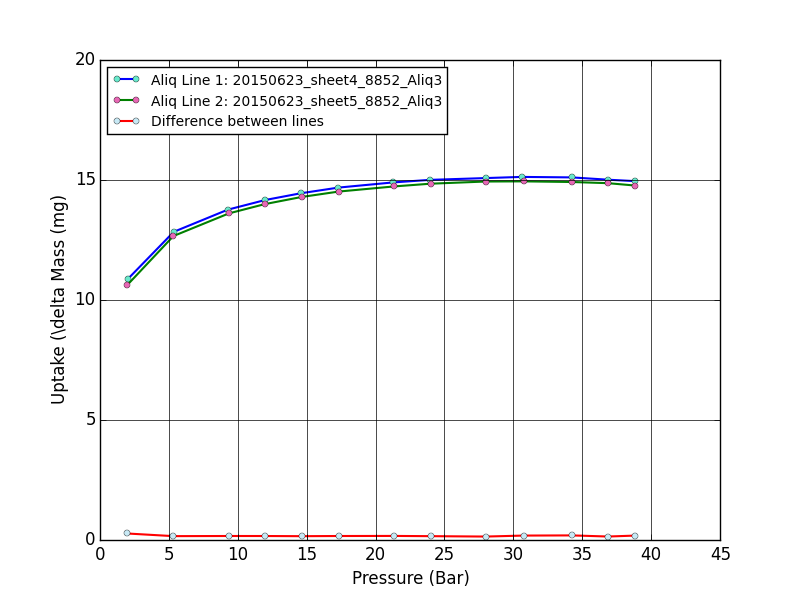 Aliq Line 1: 20150623_sheet4_8852_Aliq3
Aliq Line 2: 20150623_sheet5_8852_Aliq3
Difference between lines
Uptake (\delta Mass (mg)
20
15
10
5
0
0 5 10 15 20 25 30 35 40 45
Pressure (Bar)